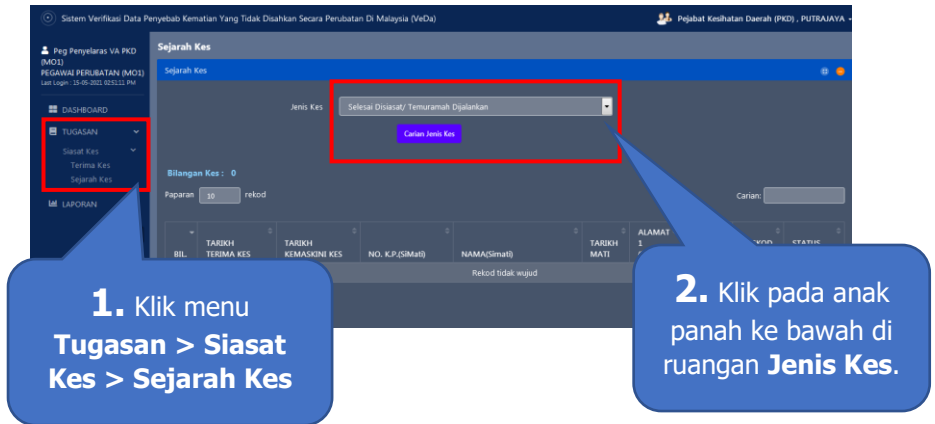 Sistem Verifikasi Data Penyebab Kematian Yang Tidak Disahkan Secara Perubatan Di Malaysia (VeDa)
Pejabat Kesihatan Daerah (PKD) , PUTRAJAYA
Peg Penyelaras VA PKD
(MO1)
PEGAWAI PERUBATAN (MO1)
Last Login : 15-05-2021 02:51:11 PM
DASHBOARD
TUGASAN
Siasat Kes
Terima Kes
Sejarah Kes
LAPORAN
Sejarah Kes
Sejarah Kes
Jenis Kes
Selesai Disiasat/ Temuramah Dijalankan
Carian Jenis Kes
Bilangan Kes : 0
Paparan 10 rekod
Carian:
BIL.
TARIKH
TERIMA KES
TARIKH
KEMASKINI KES
NO. K.P.(SiMati)
NAMA(Simati)
TARIKH
MATI
ALAMAT
1
STATUS
Rekod tidak wujud
1. Klik menu
Tugasan > Siasat
Kes > Sejarah Kes
2. Klik pada anak
panah ke bawah di
ruangan Jenis Kes.